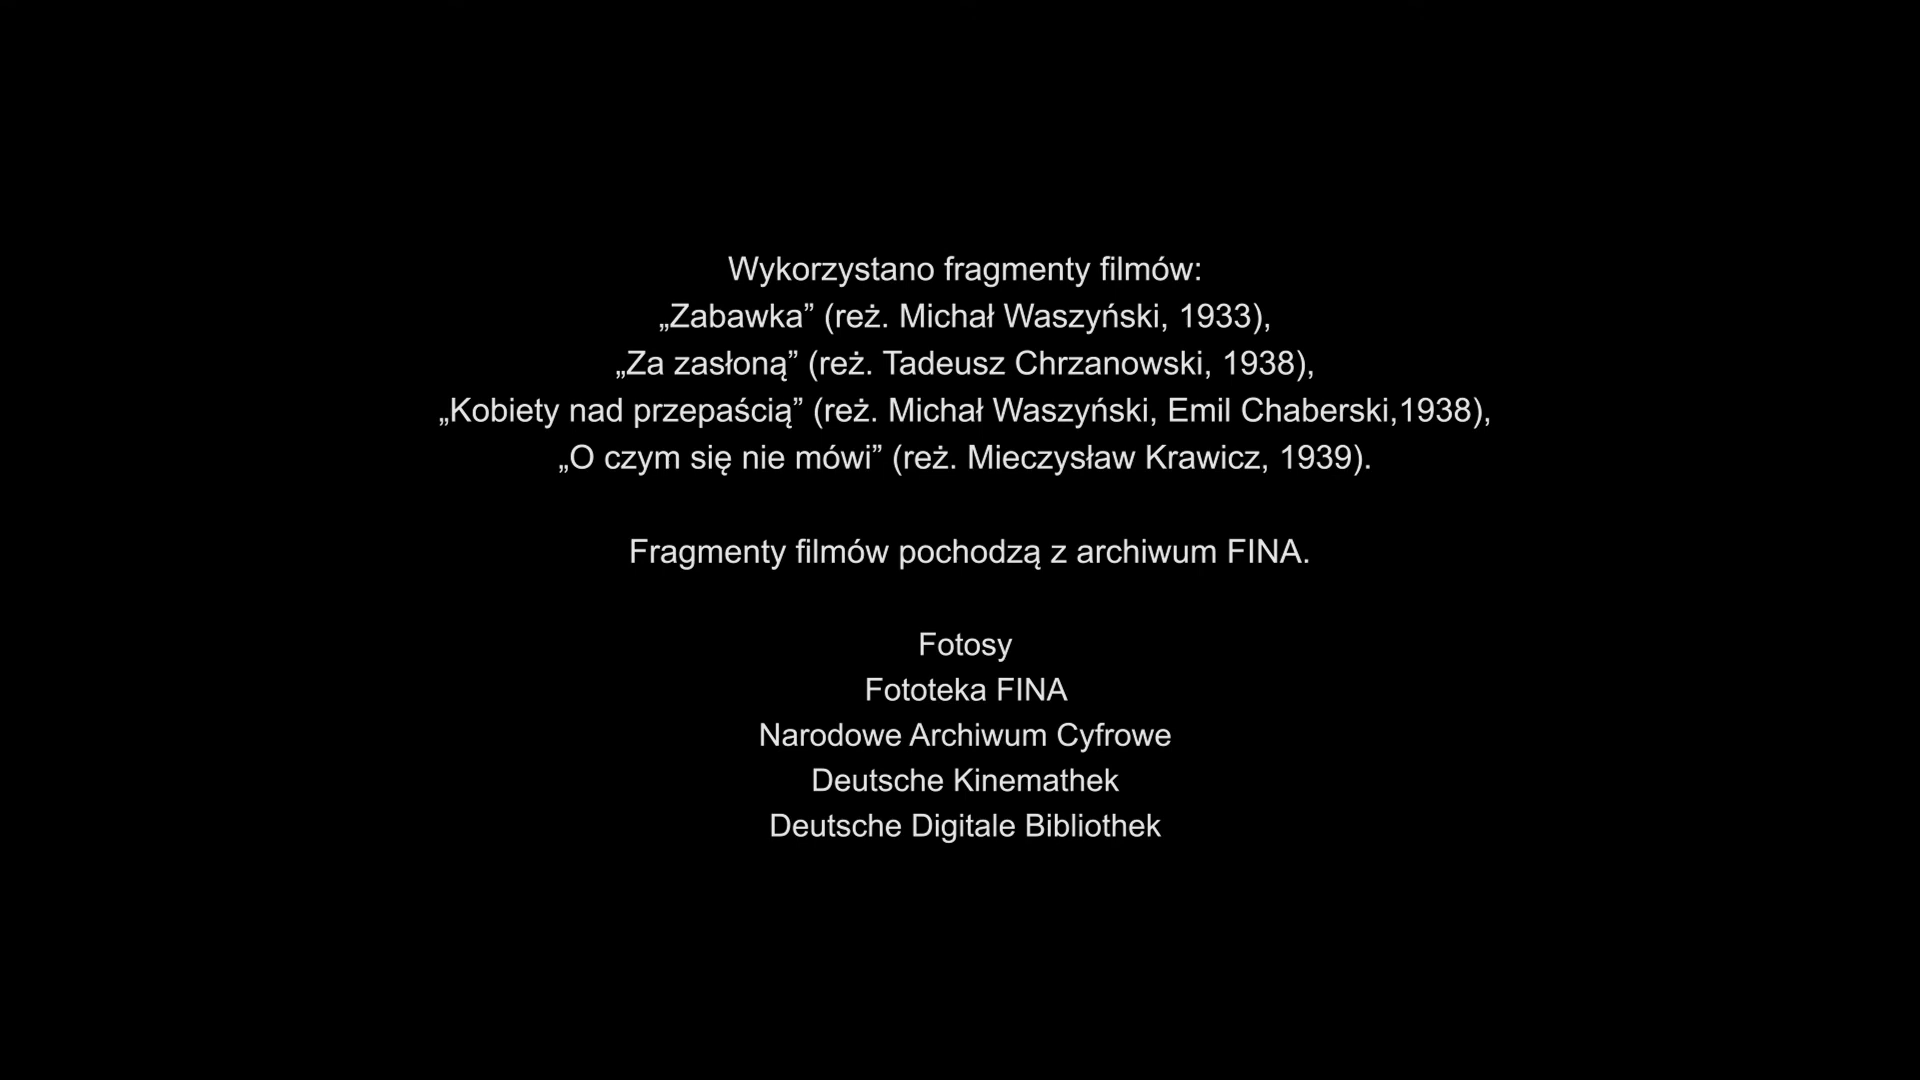 Wykorzystano fragmenty filmów:
„Zabawka” (reż. Michał Waszyński, 1933),
„Za zasłoną” (reż. Tadeusz Chrzanowski, 1938),
„Kobiety nad przepaścią” (reż. Michał Waszyński, Emil Chaberski,1938),
„O czym się nie mówi” (reż. Mieczysław Krawicz, 1939).
Fragmenty filmów pochodzą z archiwum FINA.
Fotosy
Fototeka FINA
Narodowe Archiwum Cyfrowe
Deutsche Kinemathek
Deutsche Digitale Bibliothek